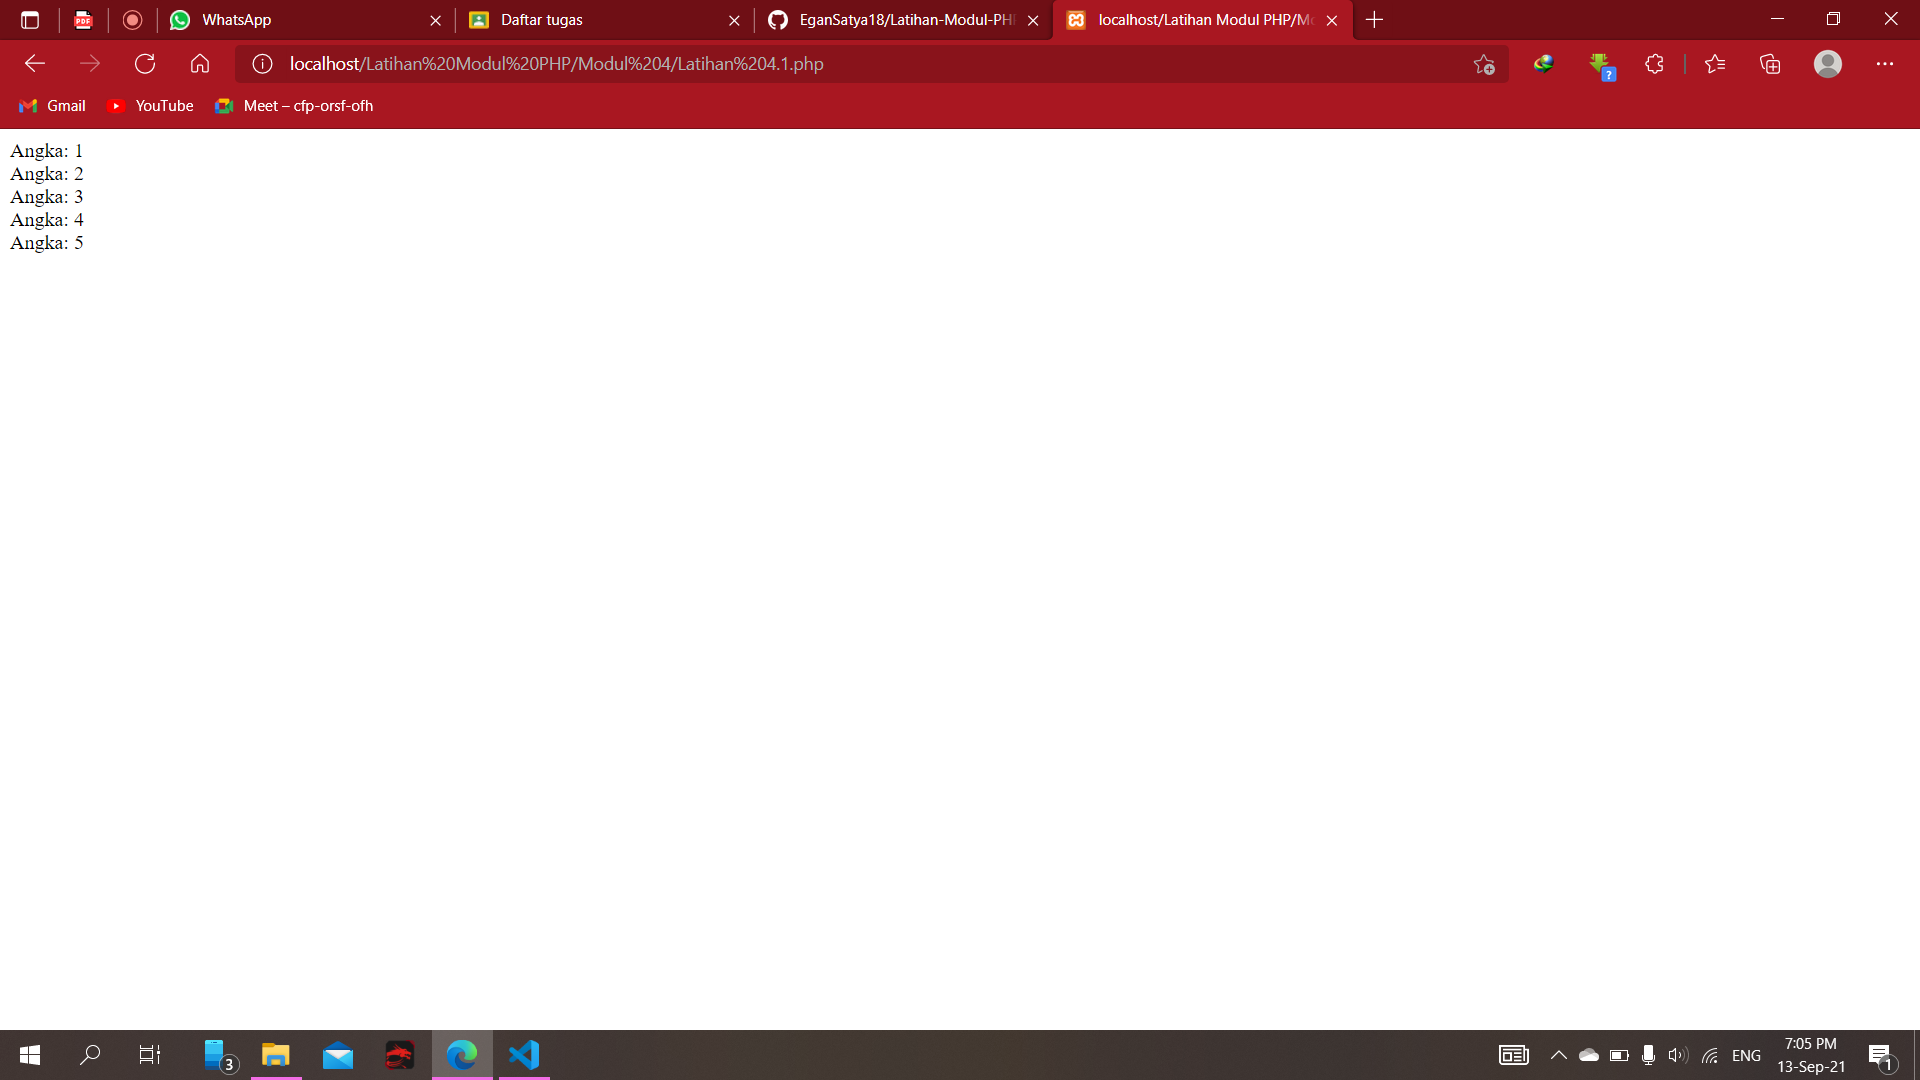 WhatsApp
Daftar tugas
EganSatya18/Latihan-Modul-PH
localhost/Latihan Modul PHP/Mo
localhost/Latihan%20Modul%20PHP/Modul%204/Latihan%204.1.php
?
Gmail
YouTube
Meet – cfp-orsf-ofh
Angka: 1
Angka: 2
Angka: 3
Angka: 4
Angka: 5
3
ENG
7:05 PM
13-Sep-21
1
PDF